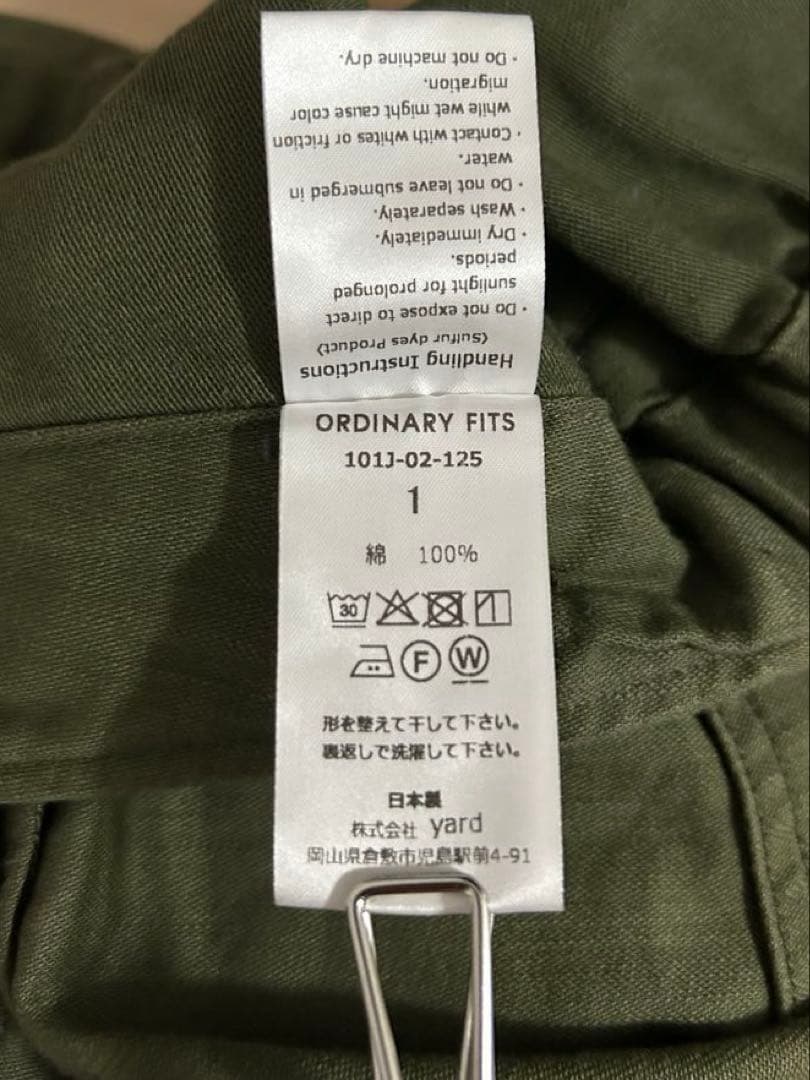 Handling Instructions
(Sulfur dyes Product)
・Do not expose to direct
sunlight for prolonged
periods.
・Dry immediately.
・Wash separately.
・Do not leave submerged in
water.
・Contact with whites or friction
while wet might cause color
migration.
・Do not machine dry.
ORDINARY FITS
101J-02-125
1
綿 100%
30
F W
形を整えて干して下さい。
裏返しで洗濯して下さい。
日本製
株式会社 yard
岡山県倉敷市児島駅前4-91